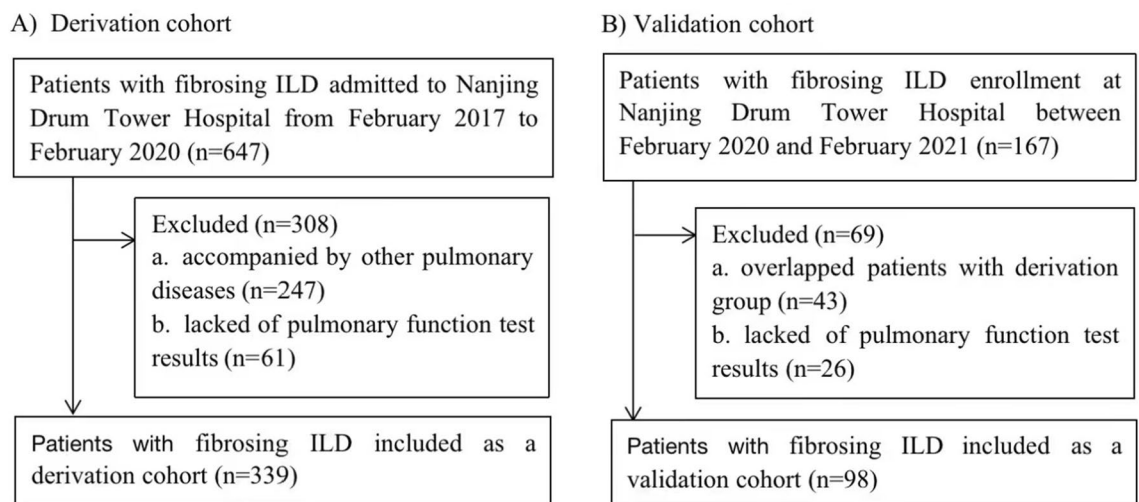 A) Derivation cohort
Patients with fibrosing ILD admitted to Nanjing
Drum Tower Hospital from February 2017 to
February 2020 (n=647)
Excluded (n=308)
a. accompanied by other pulmonary
diseases (n=247)
b. lacked of pulmonary function test
results (n=61)
Patients with fibrosing ILD included as a
derivation cohort (n=339)
B) Validation cohort
Patients with fibrosing ILD enrollment at
Nanjing Drum Tower Hospital between
February 2020 and February 2021 (n=167)
Excluded (n=69)
a. overlapped patients with derivation
group (n=43)
b. lacked of pulmonary function test
results (n=26)
Patients with fibrosing ILD included as a
validation cohort (n=98)